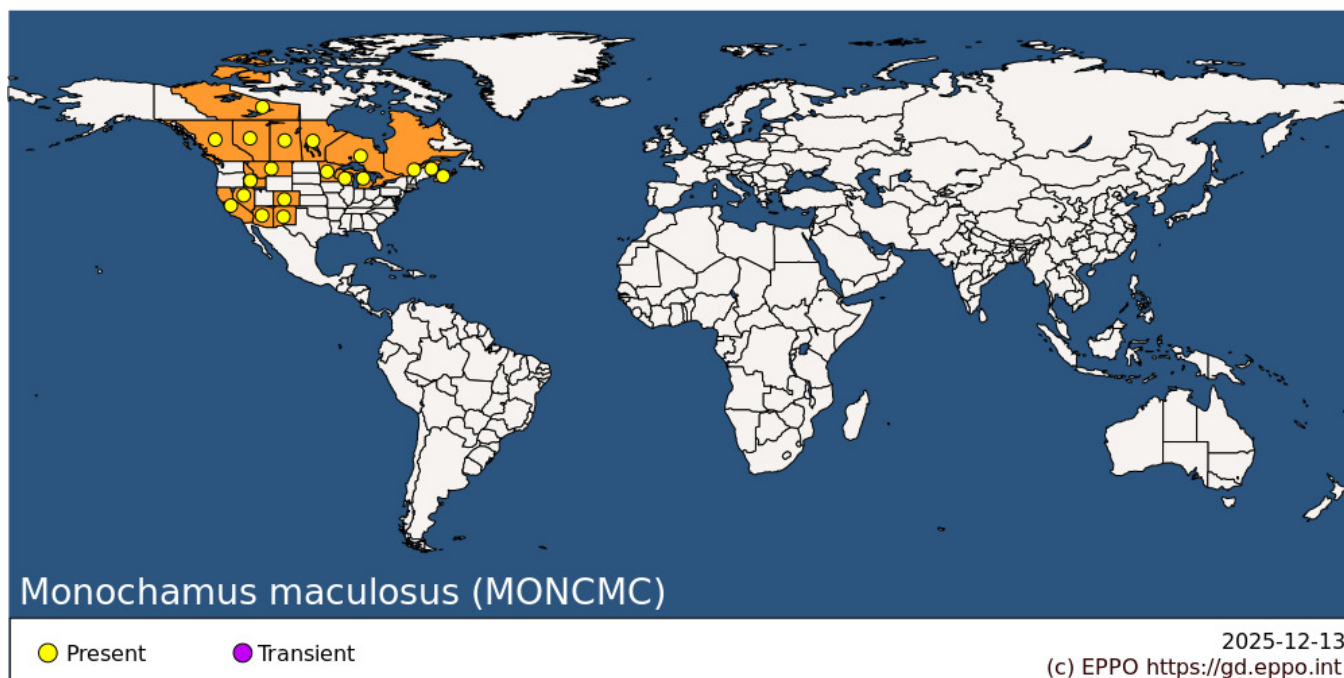 Monochamus maculosus (MONCMC)
Present
Transient
2025-12-13
(c) EPPO https://gd.eppo.int